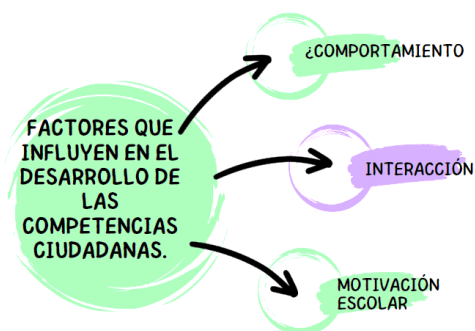 FACTORES QUE
INFLUYEN EN EL
DESARROLLO DE
LAS
COMPETENCIAS
CIUDADANAS.
¿COMPORTAMIENTO
INTERACCIÓN
MOTIVACIÓN
ESCOLAR